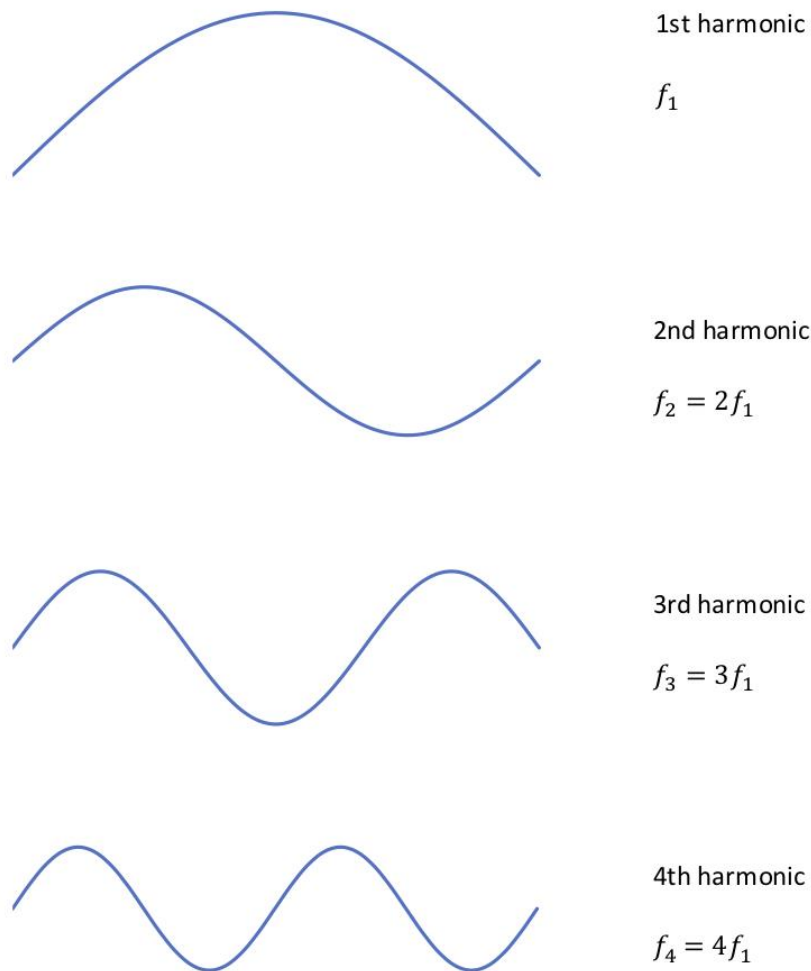 1st harmonic
f₁
2nd harmonic
f₂ = 2f₁
3rd harmonic
f₃ = 3f₁
4th harmonic
f₄ = 4f₁